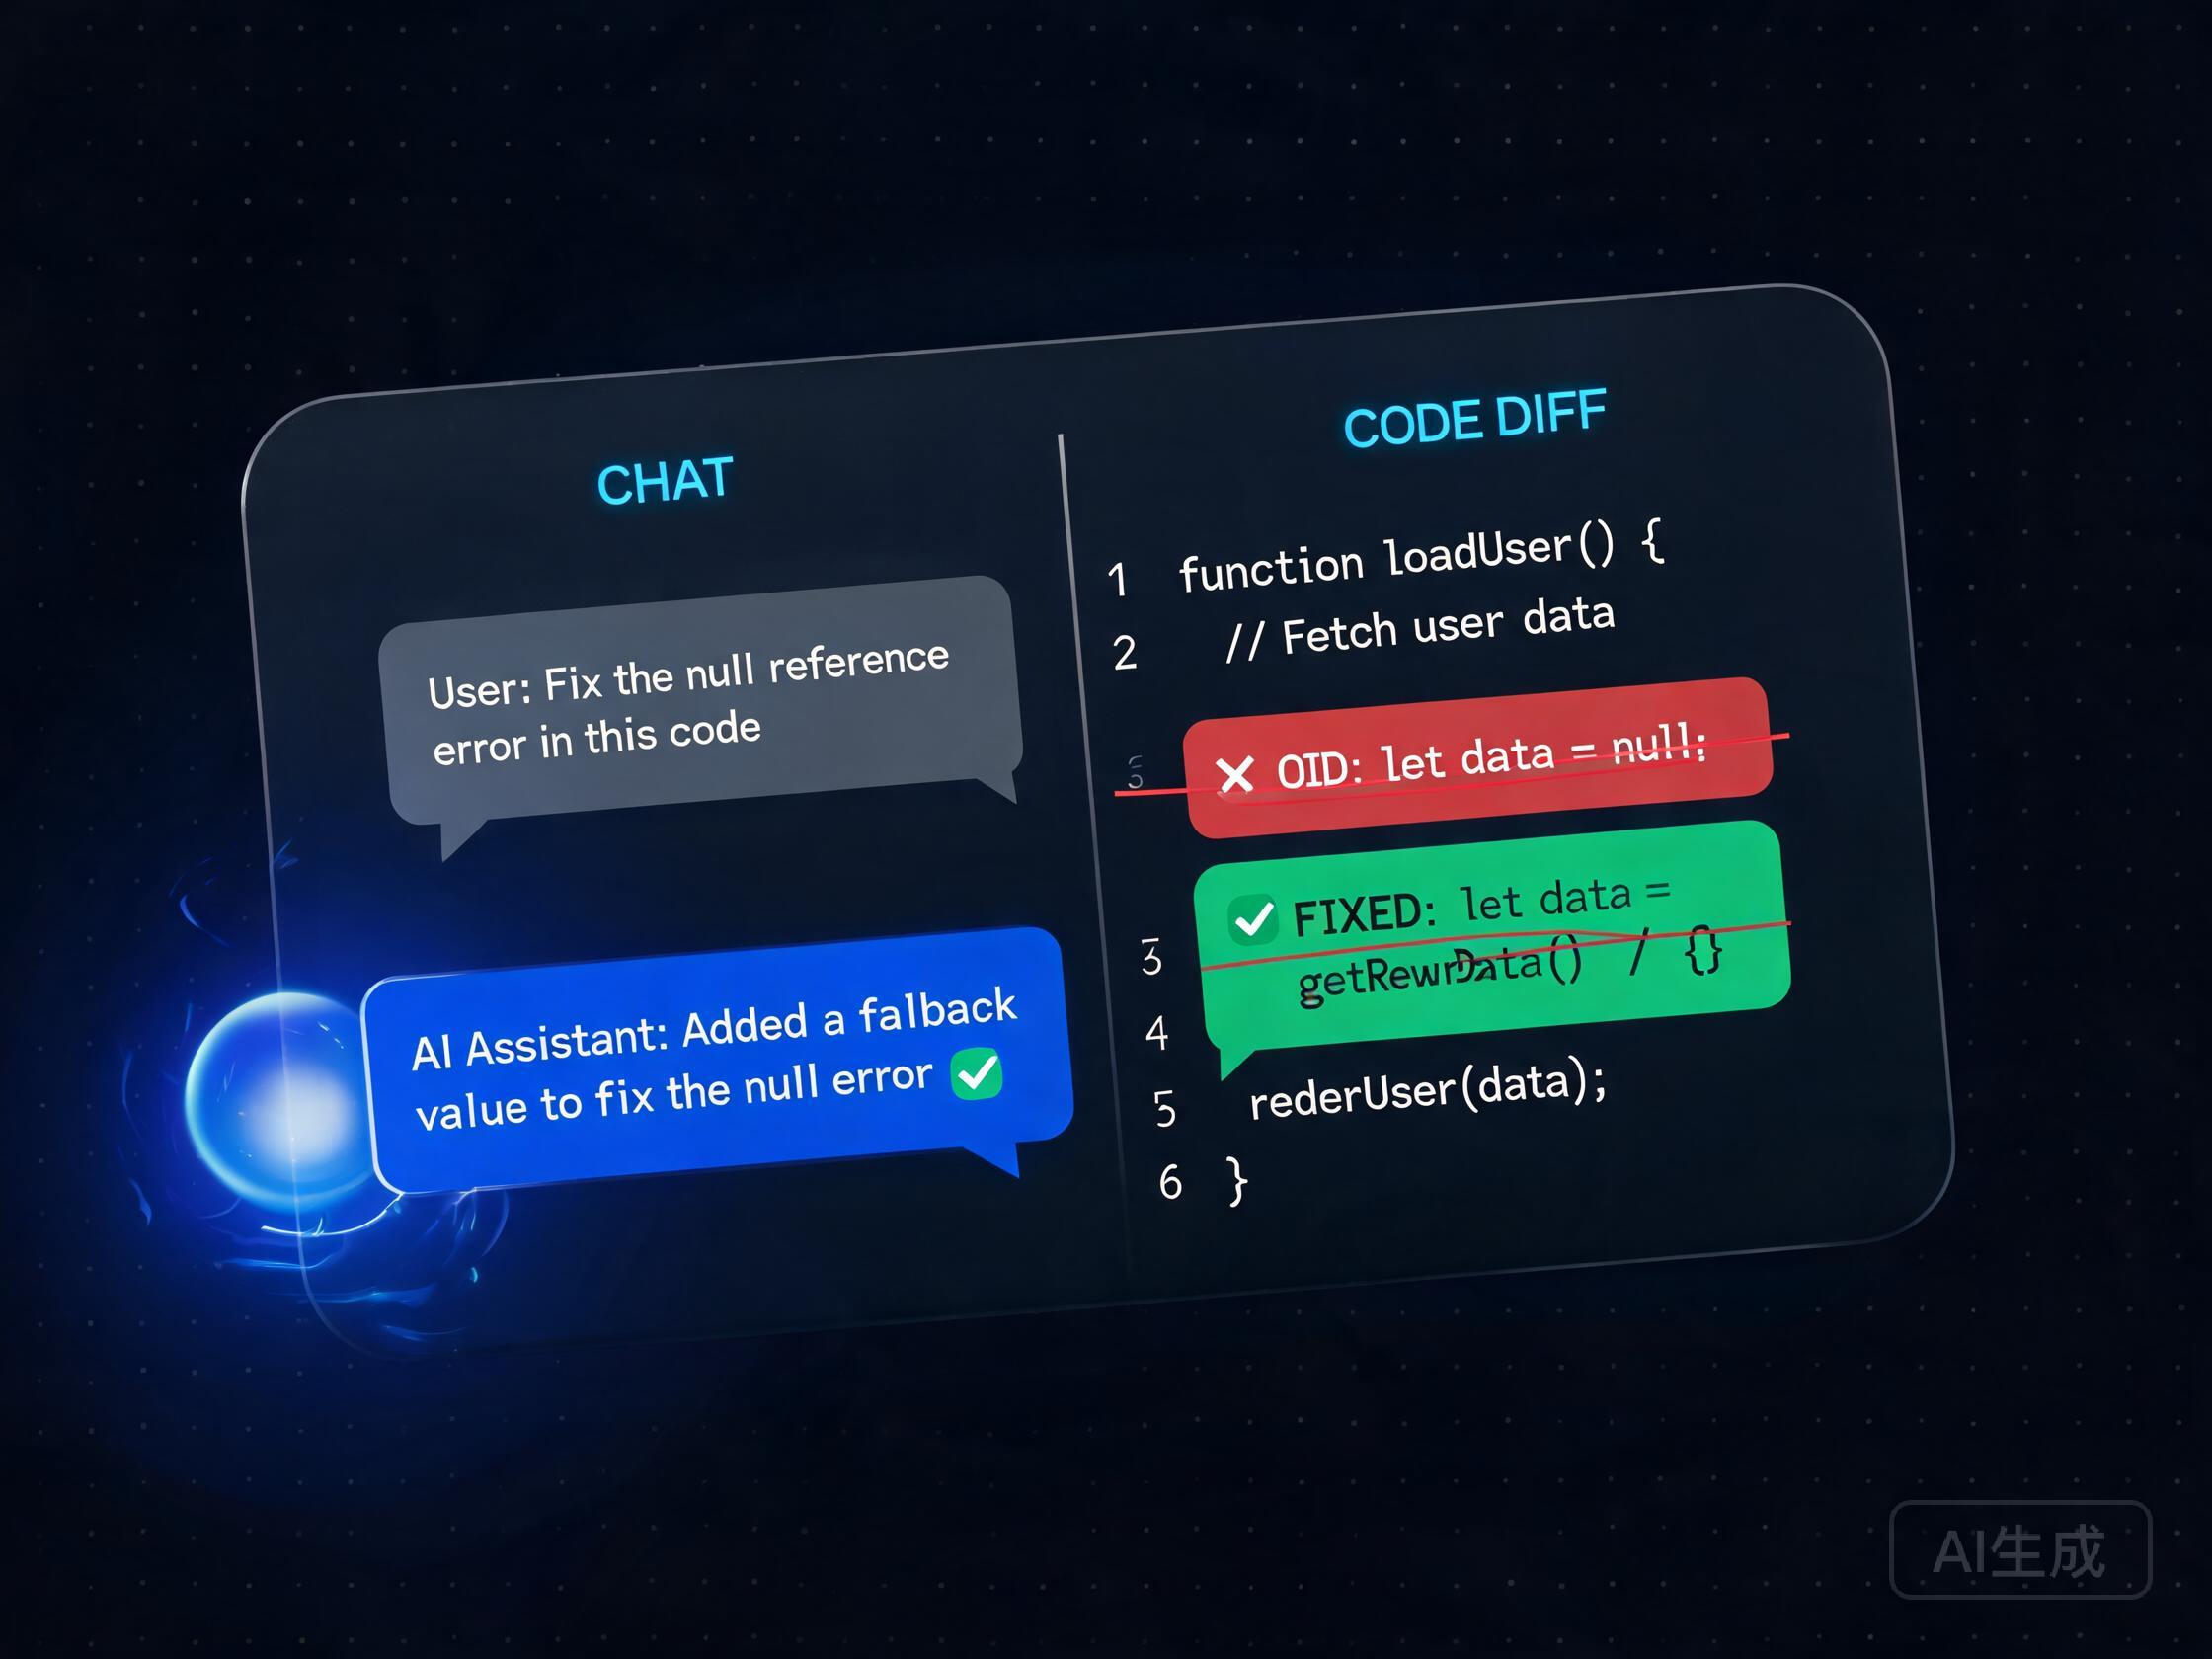 CHAT
User: Fix the null reference
error in this code
AI Assistant: Added a falback
value to fix the null error ✅
CODE DIFF
1 function loadUser() {
2 // Fetch user data
❌ OID: let data = null;
✅ FIXED: let data =
3 / {}
4
5 rederUser(data);
6 }
AI生成